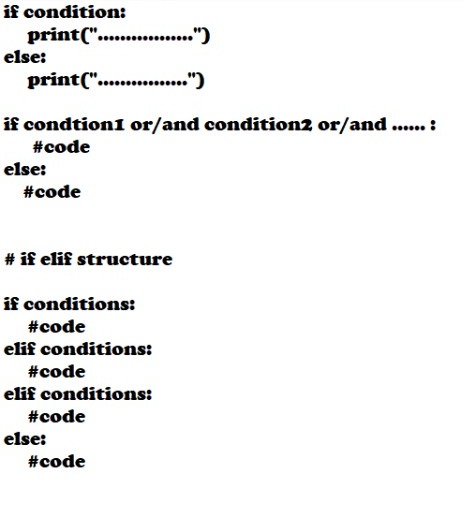 if condition:
print("..................")
else:
print(".................")
if condtion1 or/and condition2 or/and ...... :
#code
else:
#code
# if elif structure
if conditions:
#code
elif conditions:
#code
elif conditions:
#code
else:
#code